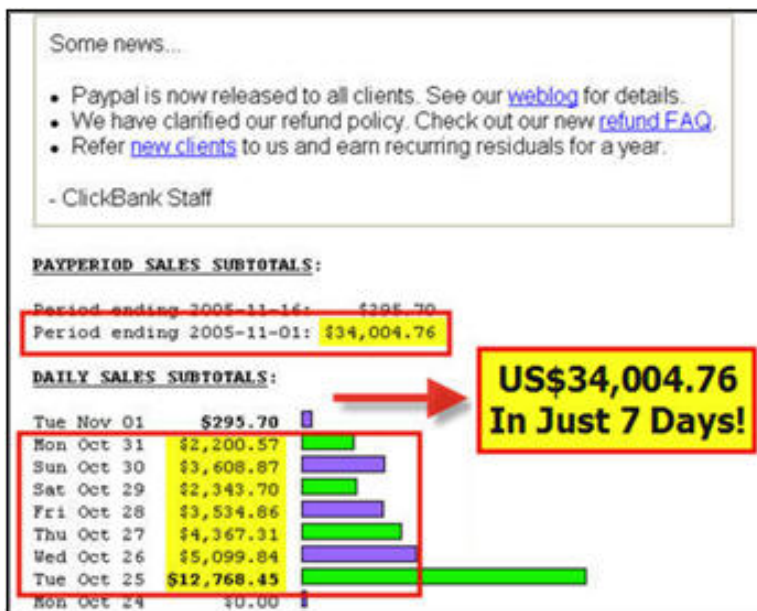 Some news...
• Paypal is now released to all clients. See our weblog for details.
• We have clarified our refund policy. Check out our new refund FAQ.
• Refer new clients to us and earn recurring residuals for a year.
- ClickBank Staff
PAYPERIOD SALES SUBTOTALS:
Period ending 2005-11-16: $295.70
Period ending 2005-11-01: $34,004.76
DAILY SALES SUBTOTALS:
US$34,004.76
In Just 7 Days!
Tue Nov 01 $295.70
Mon Oct 31 $2,200.57
Sun Oct 30 $3,608.87
Sat Oct 29 $2,343.70
Fri Oct 28 $3,534.86
Thu Oct 27 $4,367.31
Wed Oct 26 $5,099.84
Tue Oct 25 $12,768.45
Mon Oct 24 $0.00